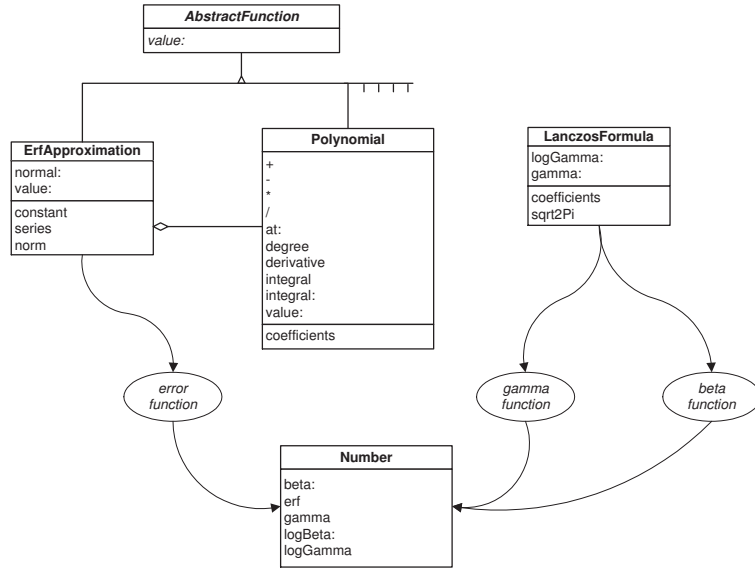 AbstractFunction
value:
ErfApproximation
normal:
value:
constant
series
norm
Polynomial
+
-
*
/
at:
degree
derivative
integral
integral:
value:
coefficients
LanczosFormula
logGamma:
gamma:
coefficients
sqrt2Pi
error
function
gamma
function
beta
function
Number
beta:
erf
gamma
logBeta:
logGamma